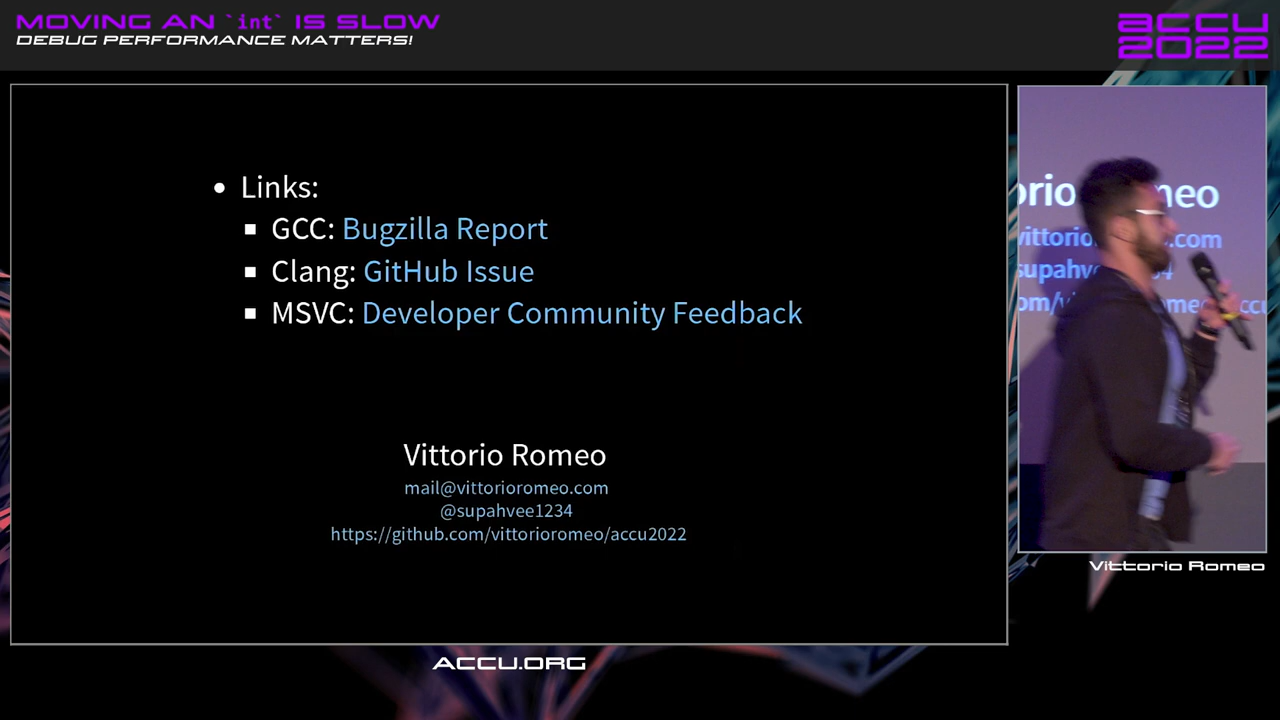 MOVING AN `int` IS SLOW
DEBUG PERFORMANCE MATTERS!
accu
2022
Links:
GCC: Bugzilla Report
Clang: GitHub Issue
MSVC: Developer Community Feedback
Vittorio Romeo
mail@vittorioromeo.com
@supahvee1234
https://github.com/vittorioromeo/accu2022
Vittorio Romeo
ACCU.ORG